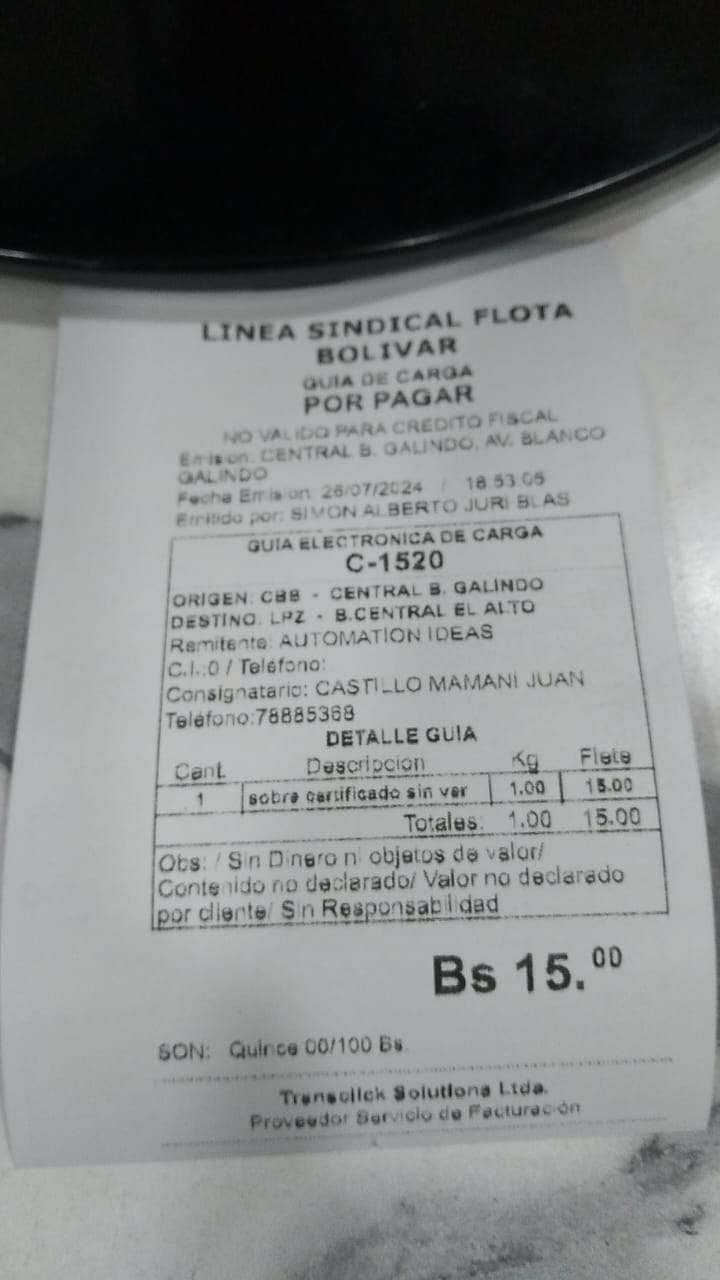 LINEA SINDICAL FLOTA
BOLIVAR
GUIA DE CARGA
POR PAGAR
NO VALIDO PARA CREDITO FISCAL
Emision: CENTRAL B. GALINDO, AV. BLANCO
GALINDO
Fecha Emision: 26/07/2024 / 18:53:05
Emitido por: SIMON ALBERTO JURI BLAS
GUIA ELECTRONICA DE CARGA
C-1520
ORIGEN: CBB - CENTRAL B. GALINDO
DESTINO: LPZ - B.CENTRAL EL ALTO
Remitente: AUTOMATION IDEAS
C.I.:0 / Teléfono:
Consignatario: CASTILLO MAMANI JUAN
Teléfono:78885368
DETALLE GUIA
Cant. Descripcion Kg Flete
1 sobre certificado sin ver 1.00 15.00
Totales: 1.00 15.00
Obs: / Sin Dinero ni objetos de valor/
Contenido no declarado/ Valor no declarado
por cliente/ Sin Responsabilidad
Bs 15.00
SON: Quince 00/100 Bs.
Transclick Solutions Ltda.
Proveedor Servicio de Facturación